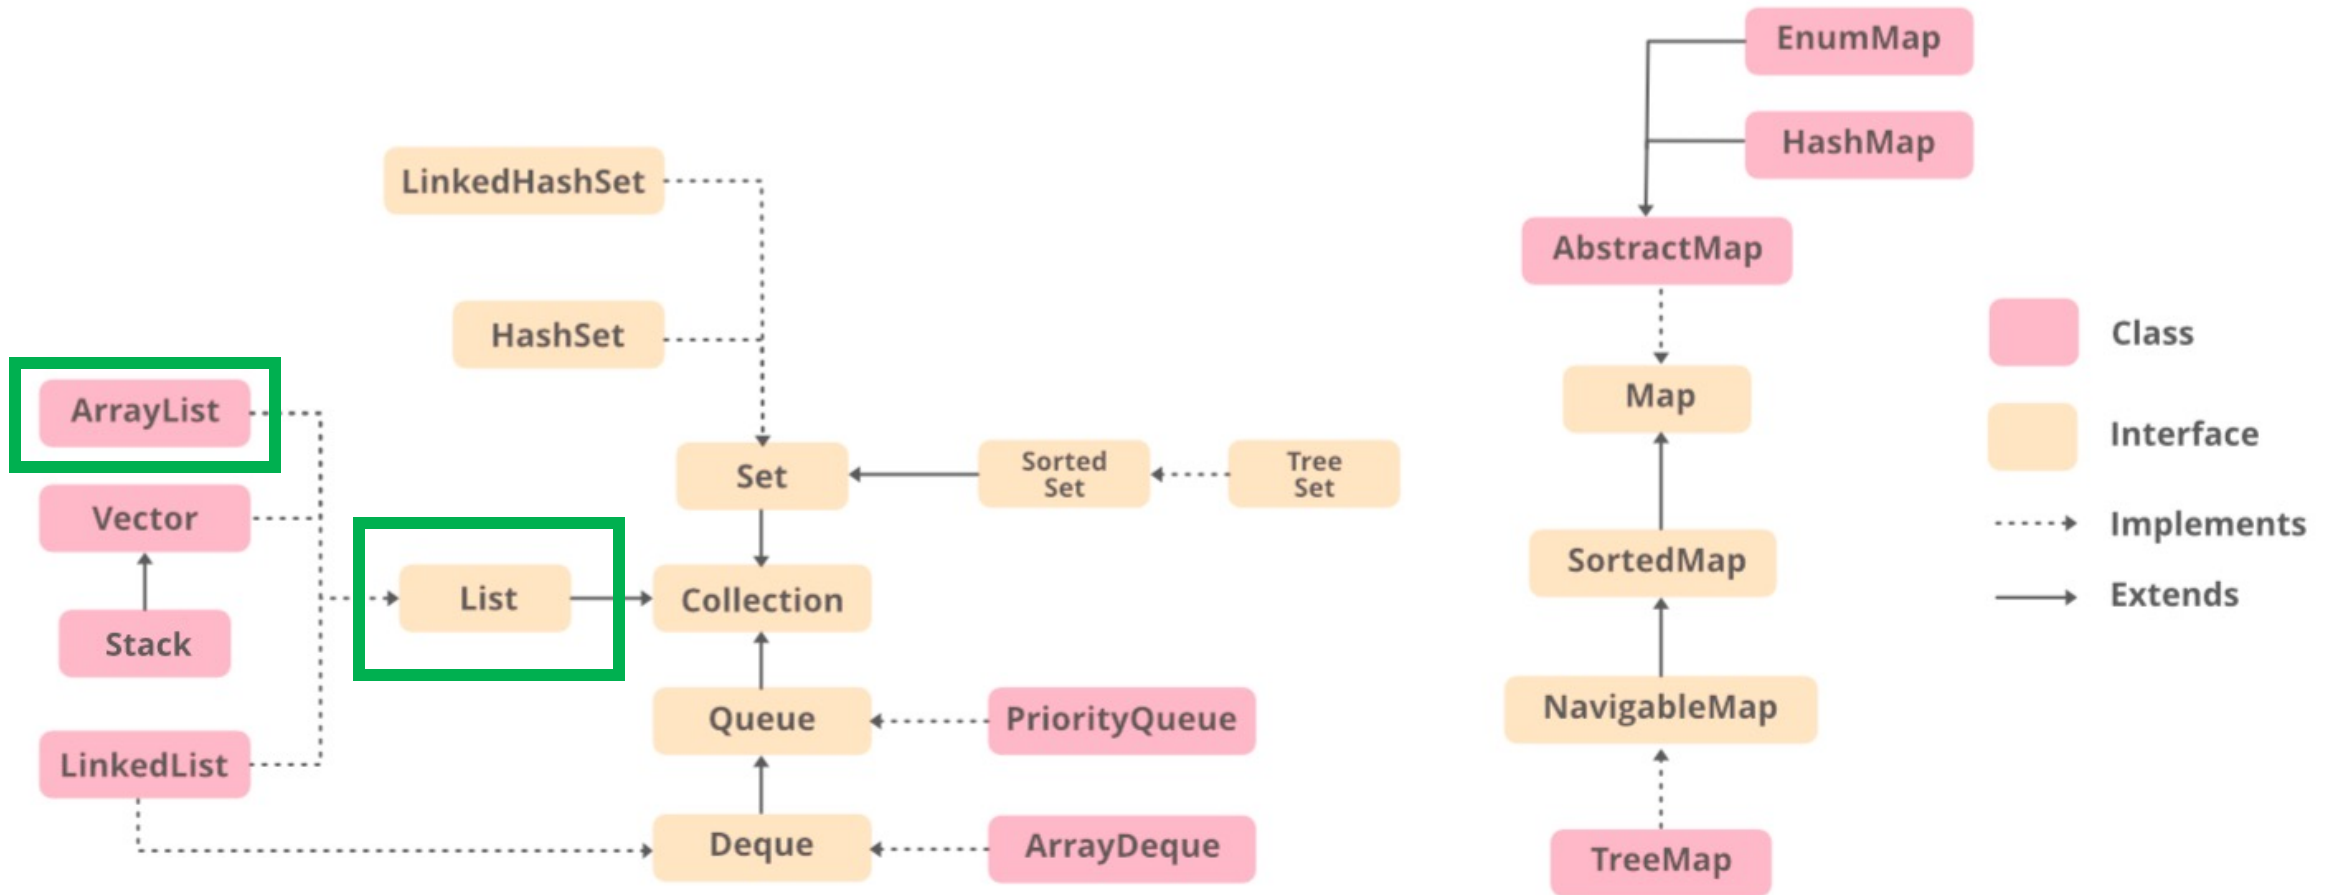 EnumMap
HashMap
LinkedHashSet
AbstractMap
HashSet
Class
ArrayList
Map
Interface
Set
Sorted
Set
Tree
Set
Vector
Implements
List
Collection
SortedMap
Extends
Stack
Queue
PriorityQueue
NavigableMap
LinkedList
Deque
ArrayDeque
TreeMap